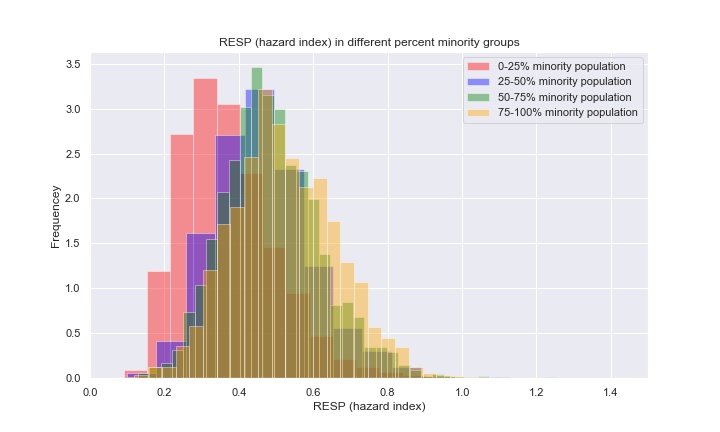 RESP (hazard index) in different percent minority groups
0-25% minority population
25-50% minority population
50-75% minority population
75-100% minority population
Frequencey
3.5
3.0
2.5
2.0
1.5
1.0
0.5
0.0
0.0 0.2 0.4 0.6 0.8 1.0 1.2 1.4
RESP (hazard index)